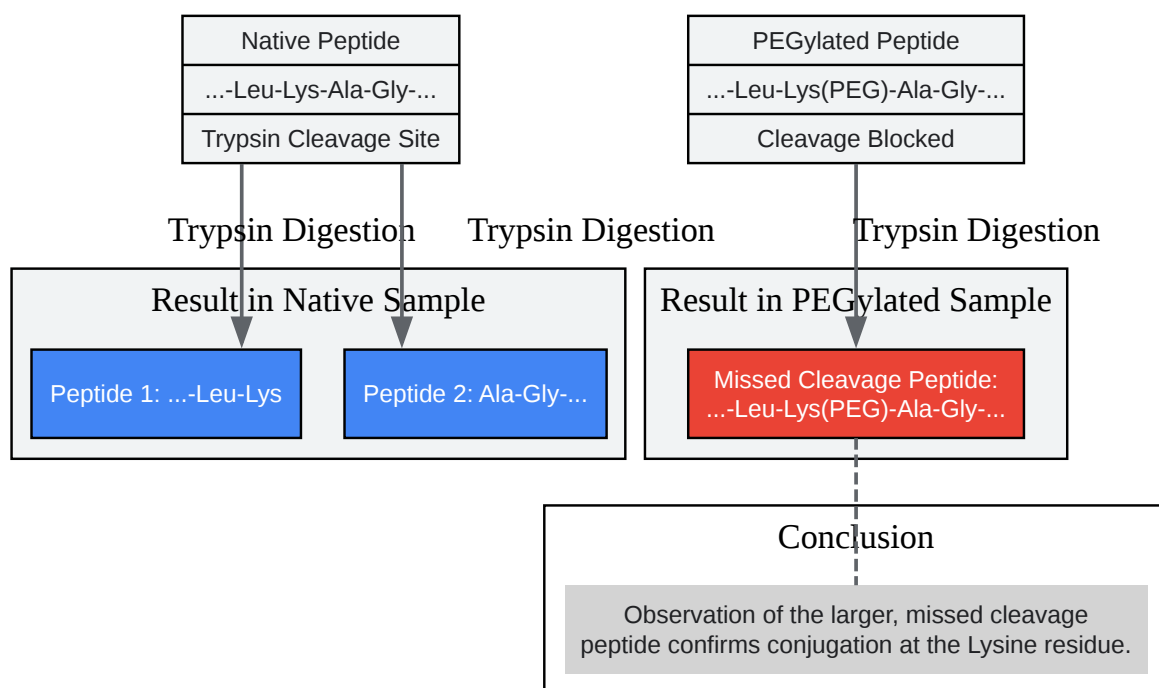 Native Peptide
...-Leu-Lys-Ala-Gly-...
Trypsin Cleavage Site
PEGylated Peptide
...-Leu-Lys(PEG)-Ala-Gly-...
Cleavage Blocked
Trypsin Digestion
Trypsin Digestion
Trypsin Digestion
Result in Native Sample
Peptide 1: ...-Leu-Lys
Peptide 2: Ala-Gly-...
Result in PEGylated Sample
Missed Cleavage Peptide:
...-Leu-Lys(PEG)-Ala-Gly-...
Conclusion
Observation of the larger, missed cleavage
peptide confirms conjugation at the Lysine residue.